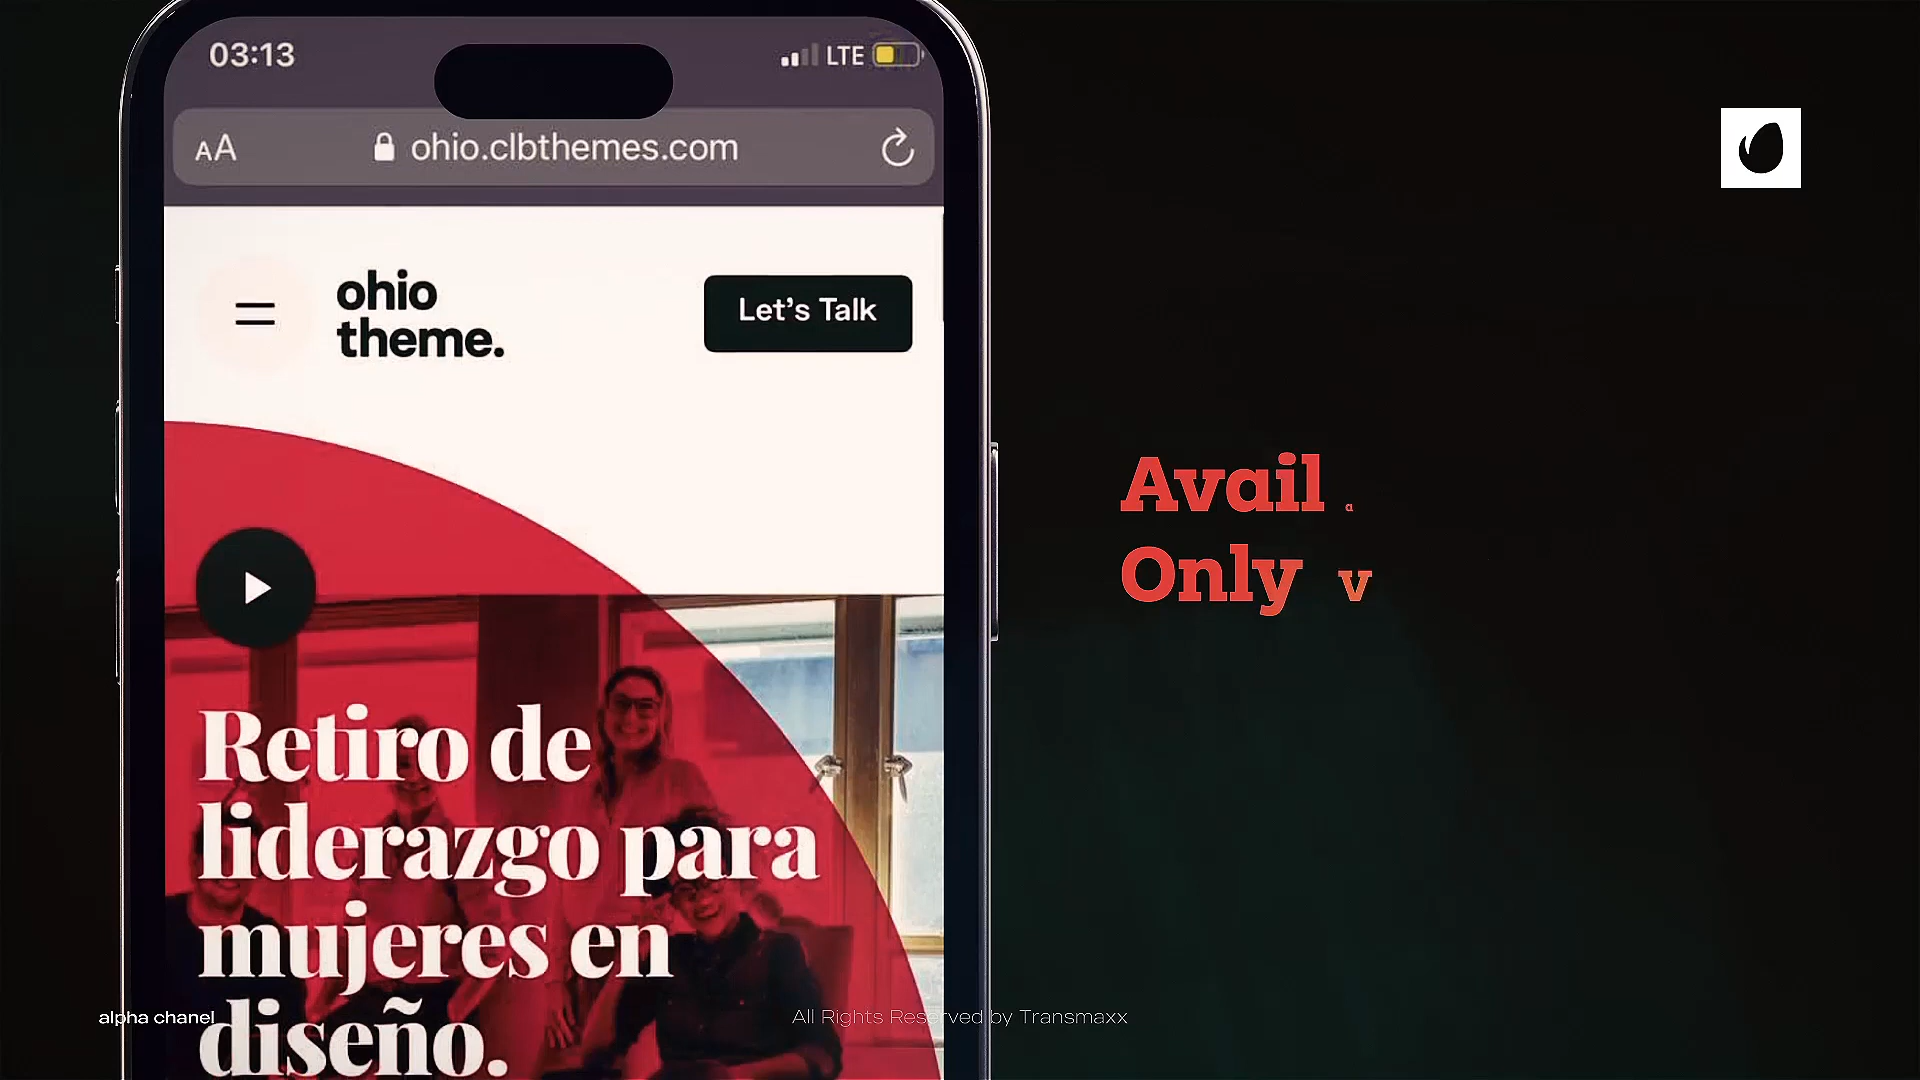 03:13
LTE
AA
ohio.clbthemes.com
ohio
theme.
Let's Talk
Avail a
Only v
Retiro de
liderazgo para
mujeres en
diseño.
alpha chanel
All Rights Reserved by Transmaxx